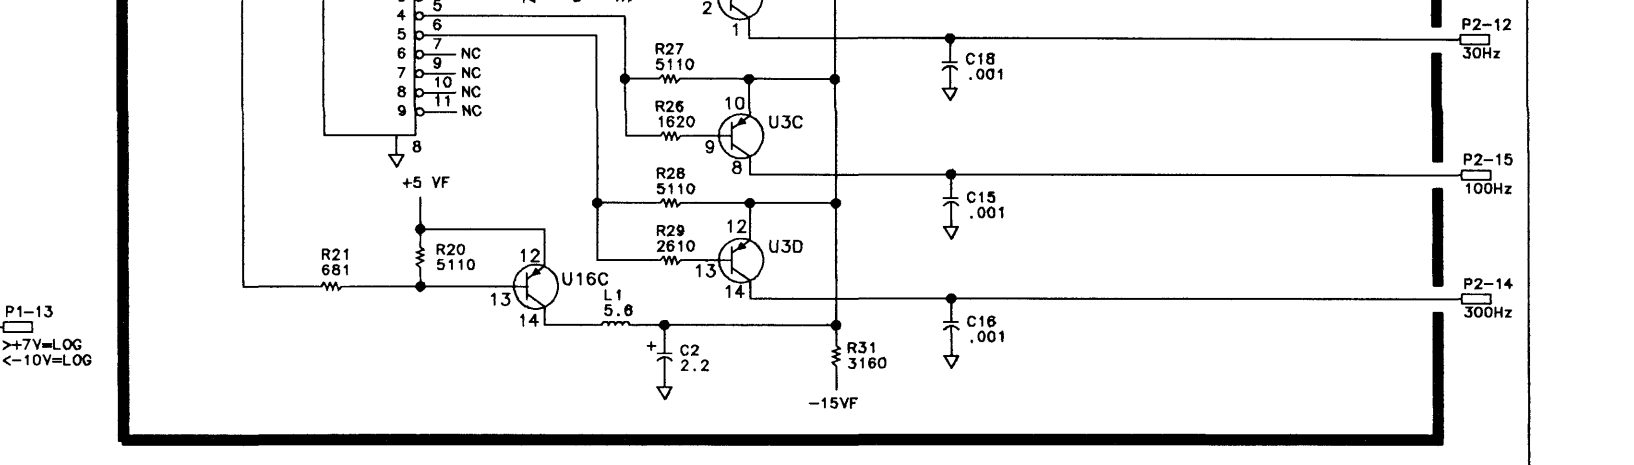 4 5
5 6
6 7 NC
7 9 NC
8 10 NC
9 11 NC
8
2
1
P2-12
30Hz
C18
.001
R27
5110
10
R26
1620
U3C
9
8
P2-15
100Hz
+5 VF
R28
5110
C15
.001
12
R29
2610
U3D
13
14
R21
681
R20
5110
12
U16C
13
14
L1
5.6
P2-14
300Hz
P1-13
>+7V=LOG
<-10V=LOG
+
C2
2.2
R31
3160
C16
.001
-15VF